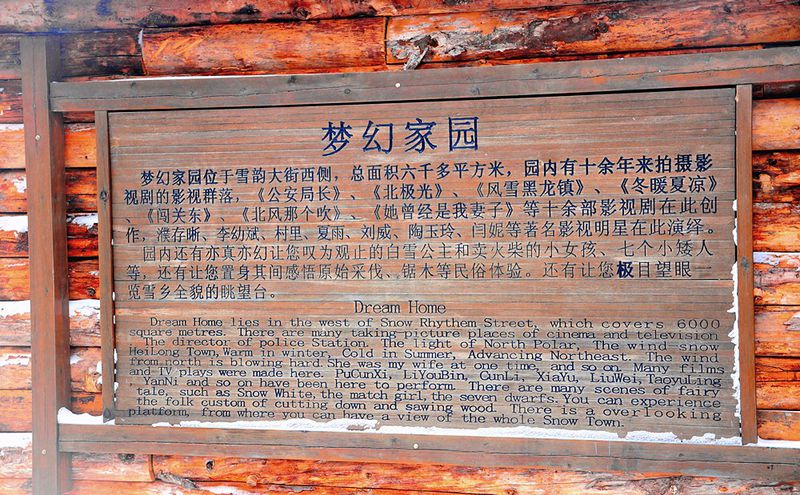 梦幻家园
梦幻家园位于雪韵大街西侧，总面积六千多平方米，园内有十余年来拍摄影
视剧的影视群落，《公安局长》、《北极光》、《风雪黑龙镇》、《冬暖夏凉》
、《闯关东》、《北风那个吹》、《她曾经是我妻子》等十余部影视剧在此创
作，濮存晰、李幼斌、村里、夏雨、刘威、陶玉玲、闫妮等著名影视明星在此演绎。
园内还有亦真亦幻让您叹为观止的白雪公主和卖火柴的小女孩、七个小矮人
等，还有让您置身其间感悟原始采伐、锯木等民俗体验。还有让您极目望眼一
览雪乡全貌的眺望台。
Dream Home
Dream Home lies in the west of Snow Rhythem Street, which covers 6000
square metres. There are many taking picture places of cinema and television
The director of police Station. The light of North Polar. The wind-snow
HeiLong Town, Warm in winter, Cold in Summer, Advancing Northeast. The wind
from north is blowing hard. She was my wife at one time, and so on. Many films
and TV plays were made here. PuCunXi, LiYouBin, CunLi, XiaYu, LiuWei, TaoyuLing
YanNi and so on have been here to perform. There are many scenes of fairy
tale, such as Snow White, the match girl, the seven dwarfs. You can experience
the folk custom of cutting down and sawing wood. There is a overlooking
platform, from where you can have a view of the whole Snow Town.